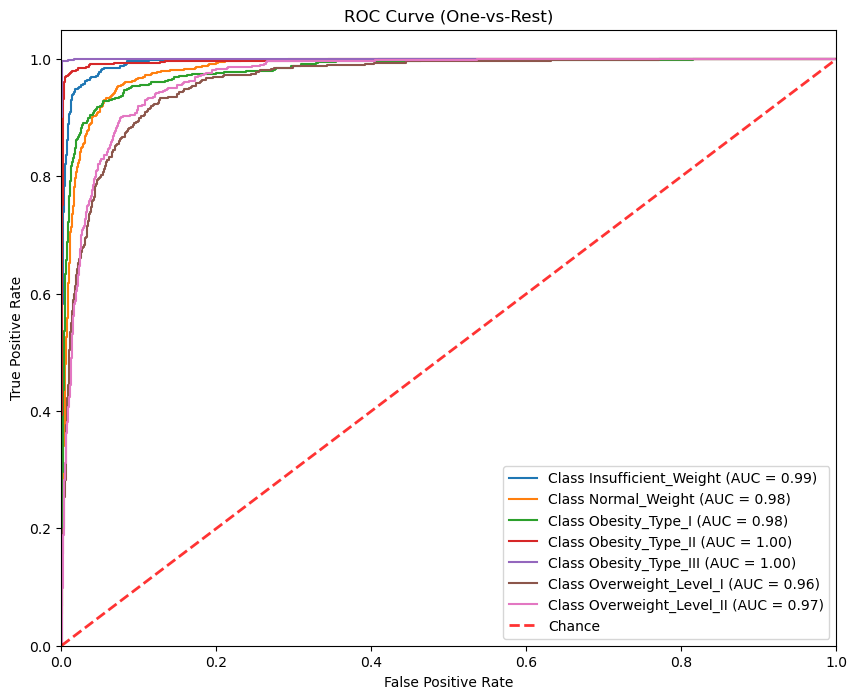 ROC Curve (One-vs-Rest)
True Positive Rate
1.0
0.8
0.6
0.4
0.2
0.0
Class Insufficient_Weight (AUC = 0.99)
Class Normal_Weight (AUC = 0.98)
Class Obesity_Type_I (AUC = 0.98)
Class Obesity_Type_II (AUC = 1.00)
Class Obesity_Type_III (AUC = 1.00)
Class Overweight_Level_I (AUC = 0.96)
Class Overweight_Level_II (AUC = 0.97)
Chance
0.0 0.2 0.4 0.6 0.8 1.0
False Positive Rate